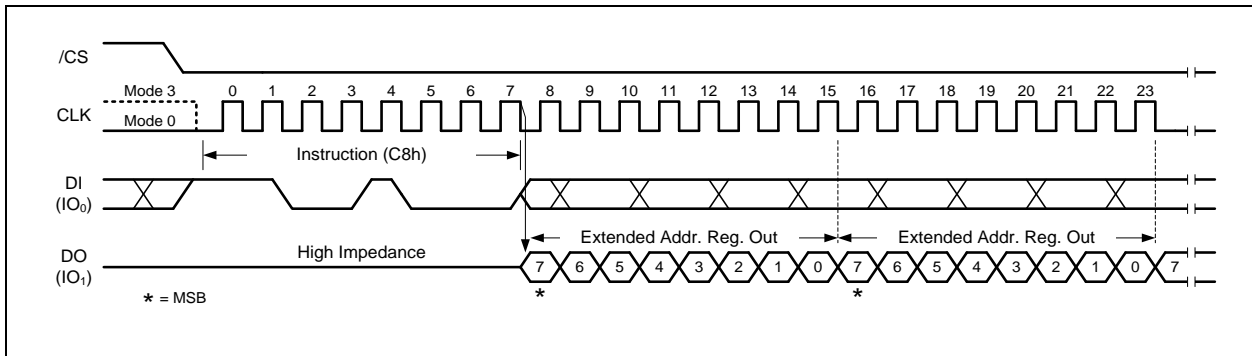 /CS
Mode 3
0 1 2 3 4 5 6 7 8 9 10 11 12 13 14 15 16 17 18 19 20 21 22 23
CLK
Mode 0
Instruction (C8h)
DI
(IO0)
Extended Addr. Reg. Out Extended Addr. Reg. Out
High Impedance
DO
(IO1)
7 6 5 4 3 2 1 0 7 6 5 4 3 2 1 0 7
* *
* = MSB